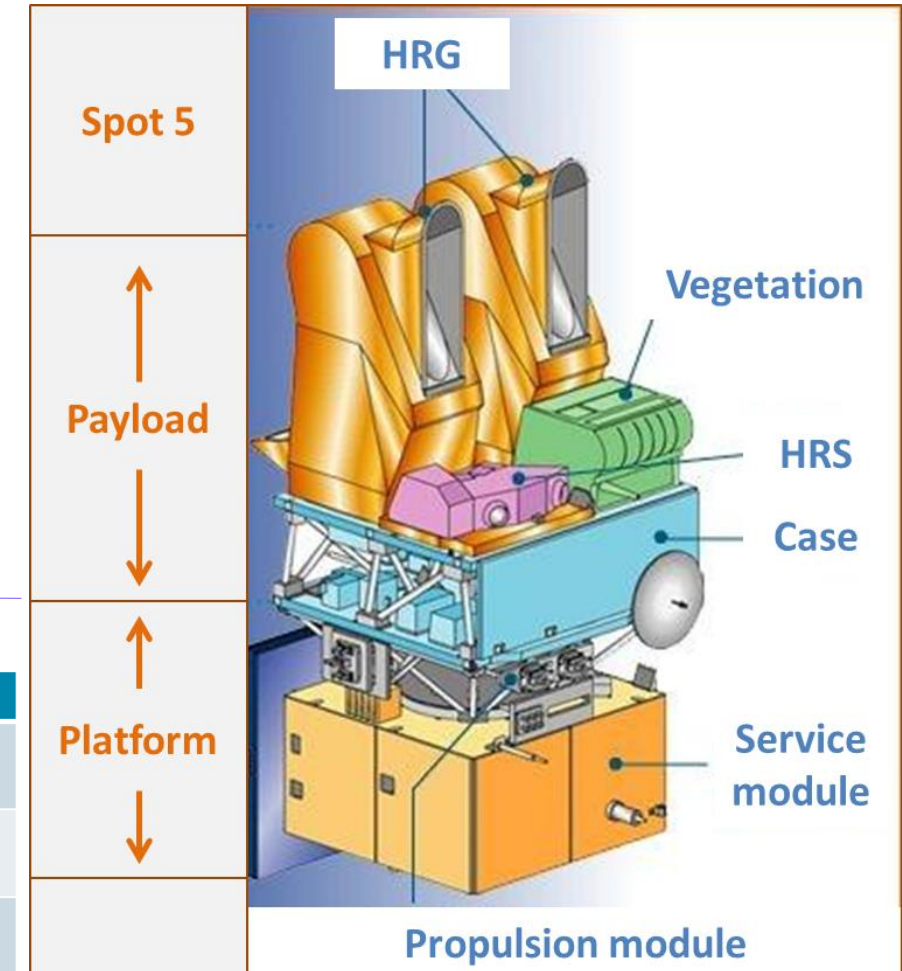 HRG
Spot 5
Vegetation
Payload
HRS
Case
Platform
Service
module
Propulsion module